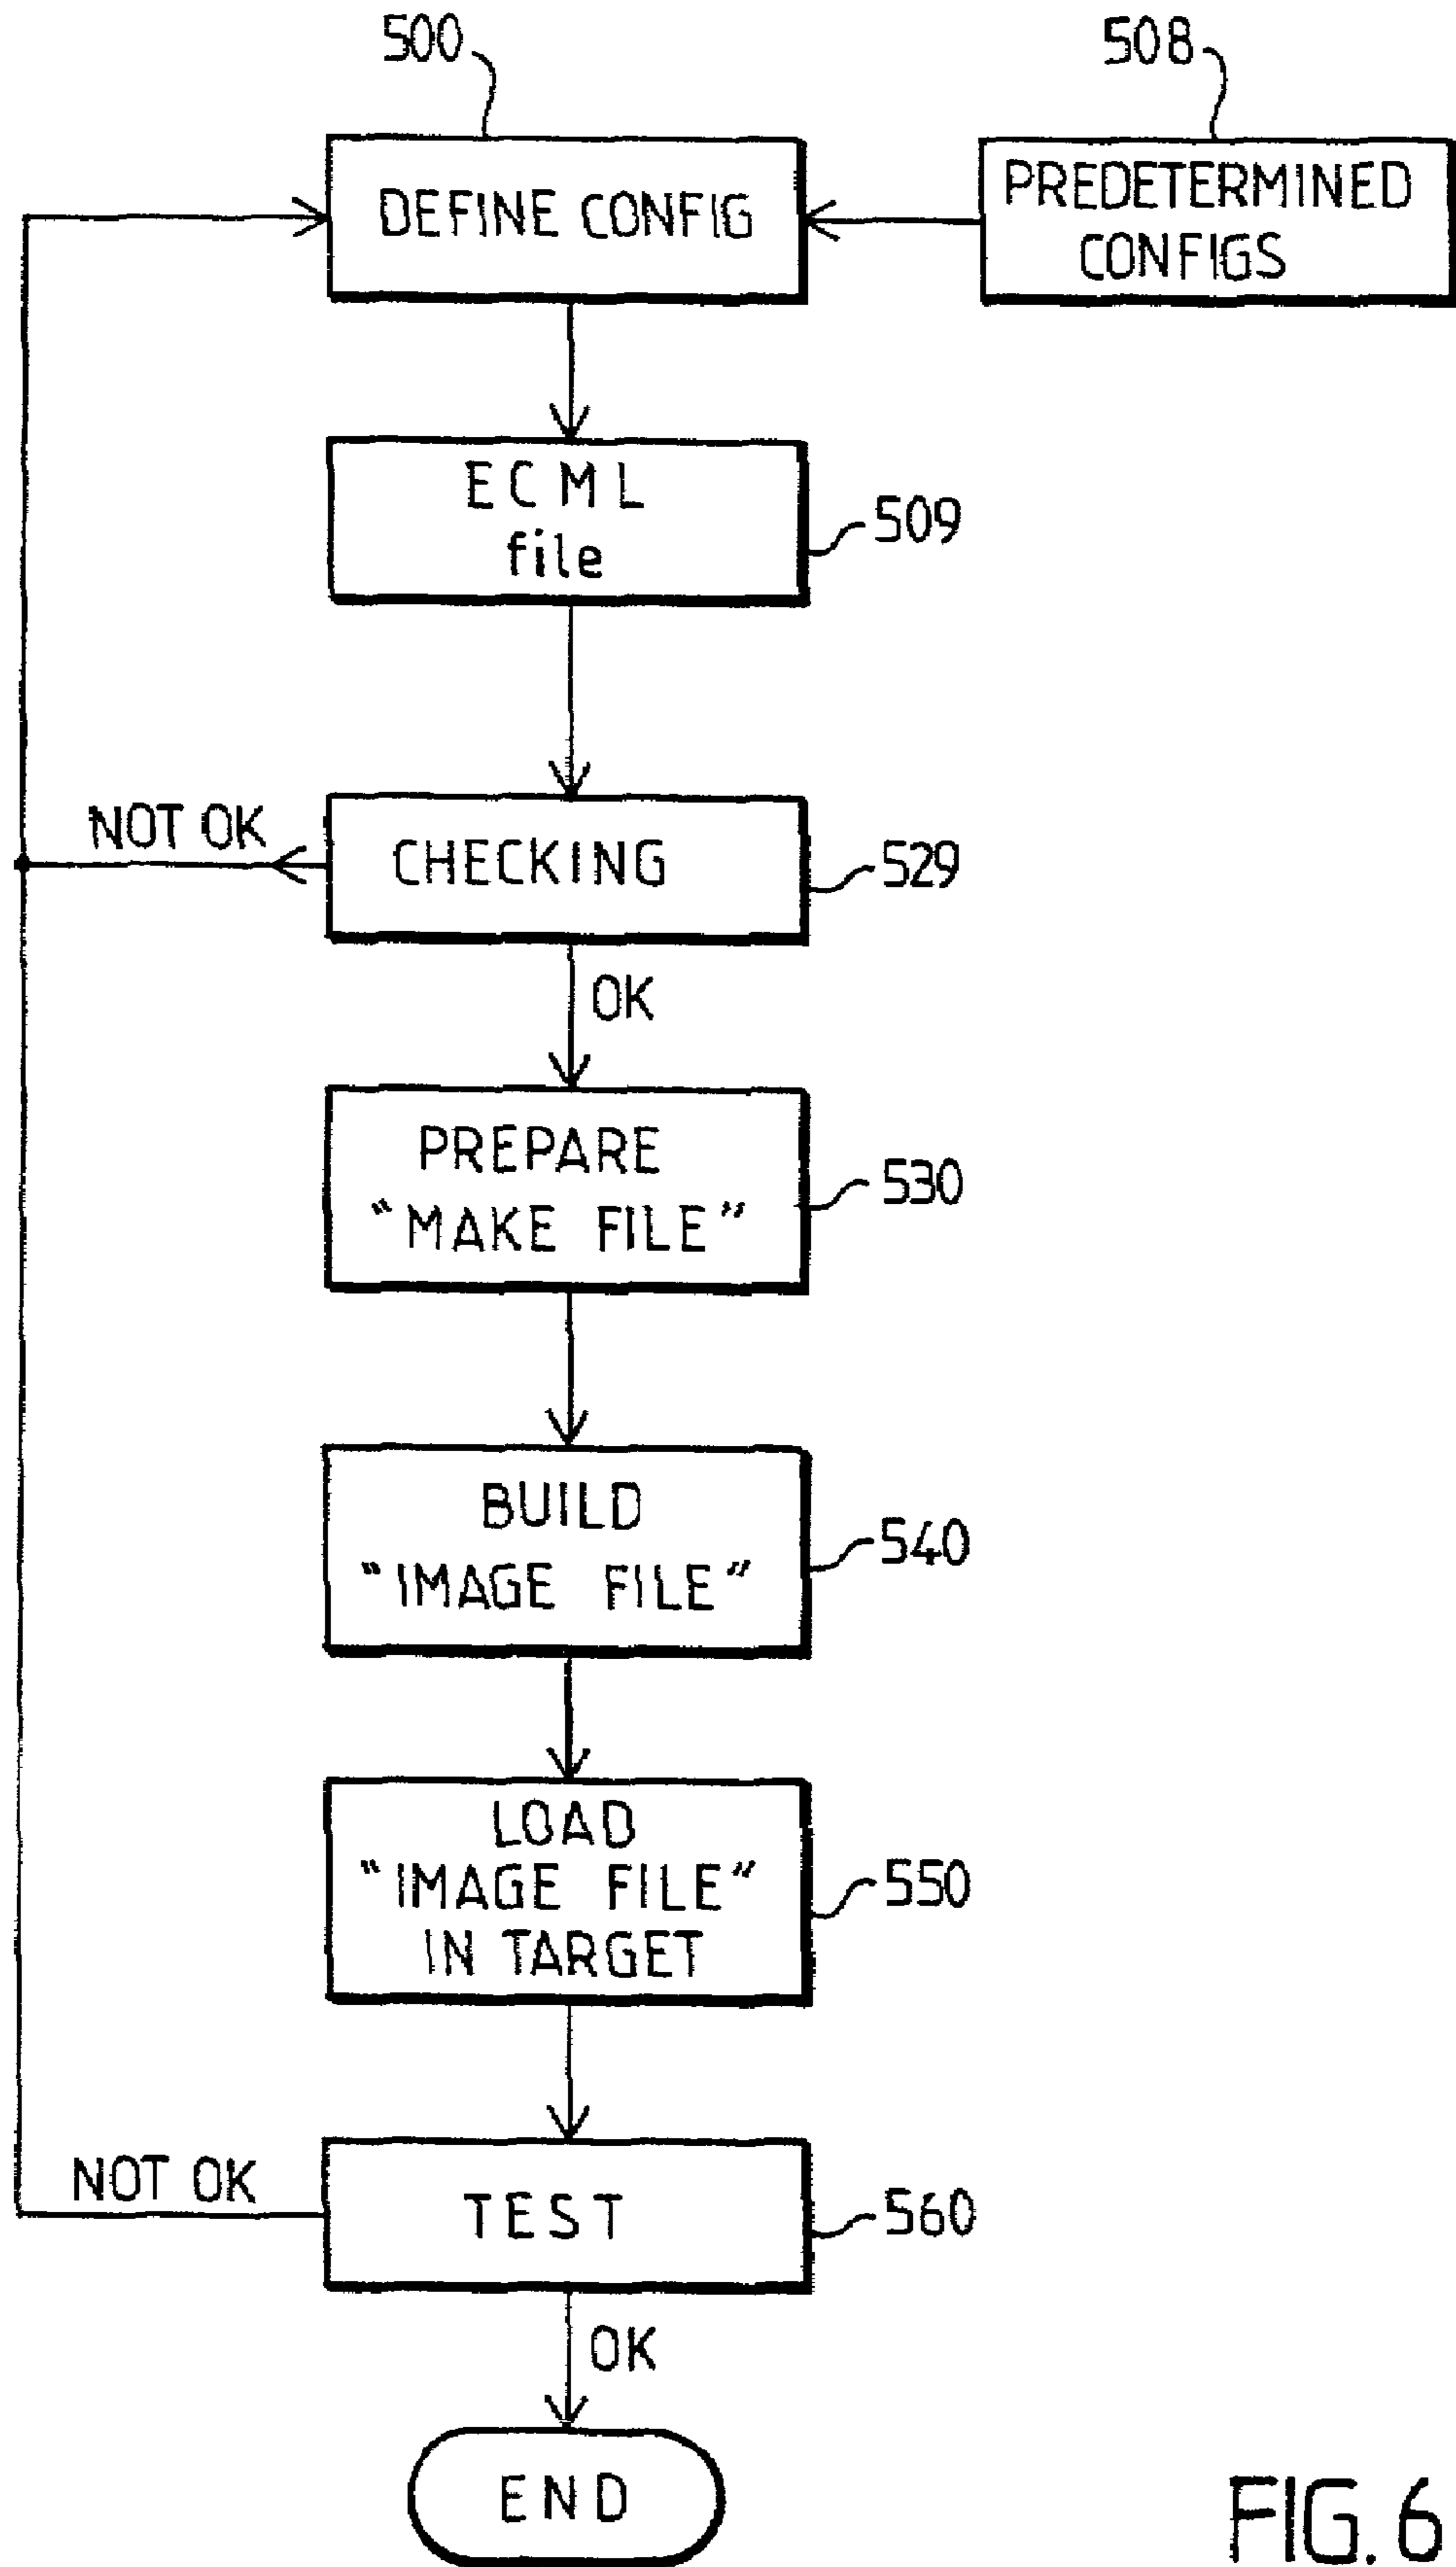 500
508
DEFINE CONFIG
PREDETERMINED
CONFIGS
ECML
file
509
NOT OK
CHECKING
529
OK
PREPARE
"MAKE FILE"
530
BUILD
"IMAGE FILE"
540
LOAD
"IMAGE FILE"
IN TARGET
550
NOT OK
TEST
560
OK
END
FIG. 6